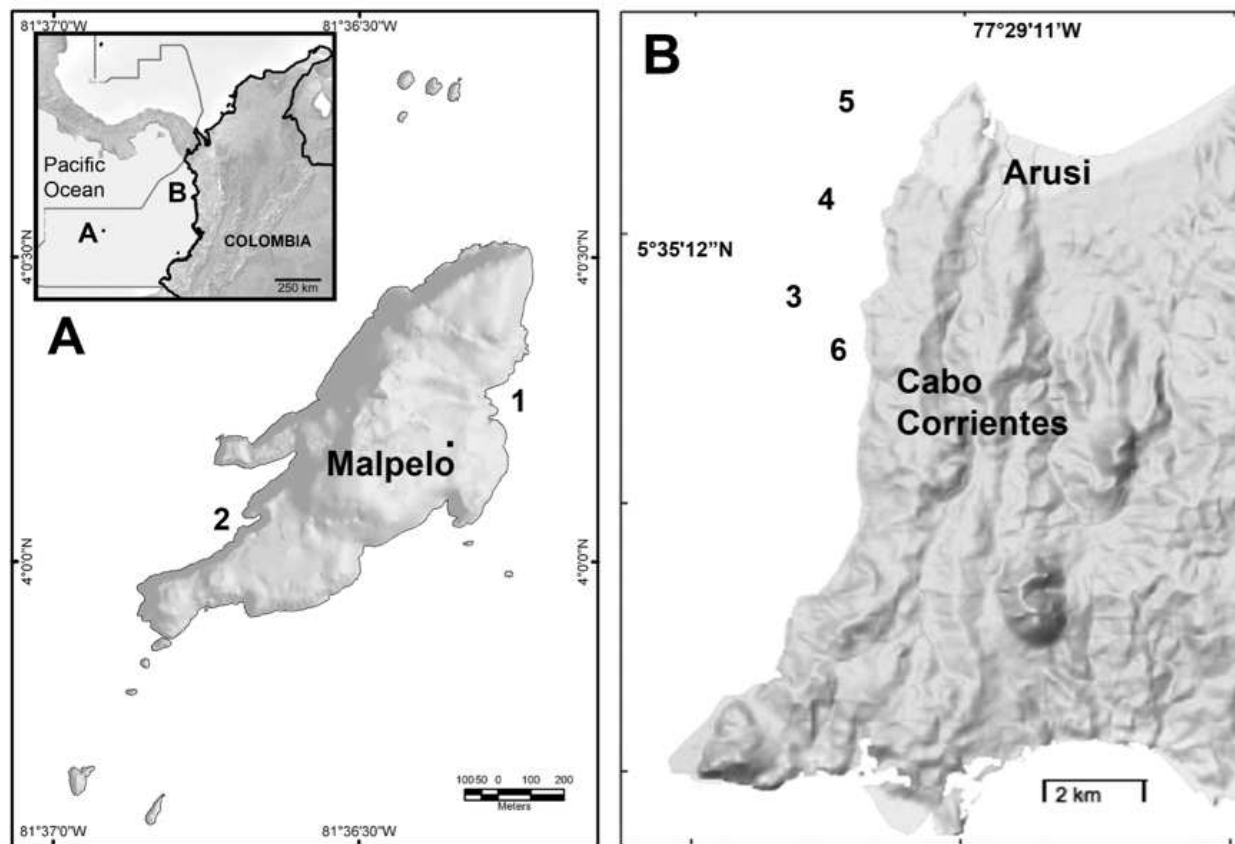 81°37'0"W
81°36'30"W
Pacific
Ocean
B
A
COLOMBIA
250 km
4°0'30"N
4°0'30"N
A
1
Malpelo
2
4°0'0"N
4°0'0"N
10050 0 100 200
Meters
81°37'0"W
81°36'30"W
B
77°29'11"W
5
Arusi
4
5°35'12”N
3
6
Cabo
Corrientes
2 km